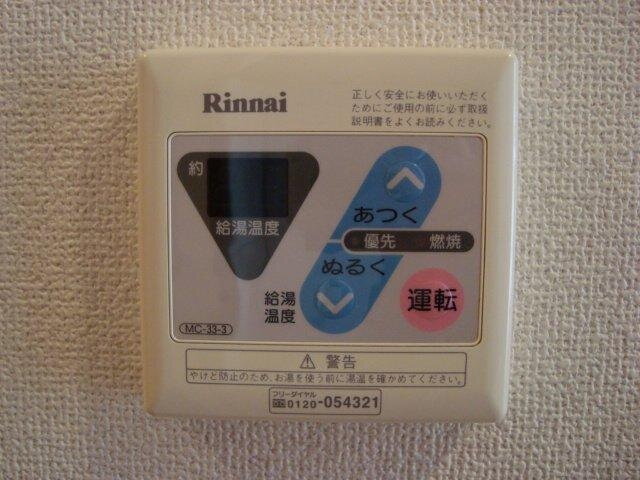 Rinnai
正しく安全にお使いいただく
ためにご使用の前に必ず取扱
説明書をよくお読みください。
約
給湯温度
あつく
優先 燃焼
ぬるく
給湯
温度
運転
MC-33-3
⚠ 警告
やけど防止のため、お湯を使う前に湯温を確かめてください。
フリーダイヤル
0120-054321